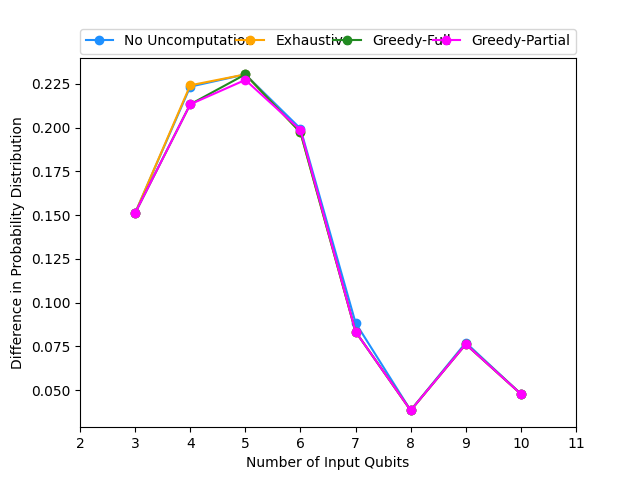 No Uncomputation Exhaustive Greedy-Full Greedy-Partial
0.225
0.200
0.175
0.150
0.125
0.100
0.075
0.050
Difference in Probability Distribution
2 3 4 5 6 7 8 9 10 11
Number of Input Qubits